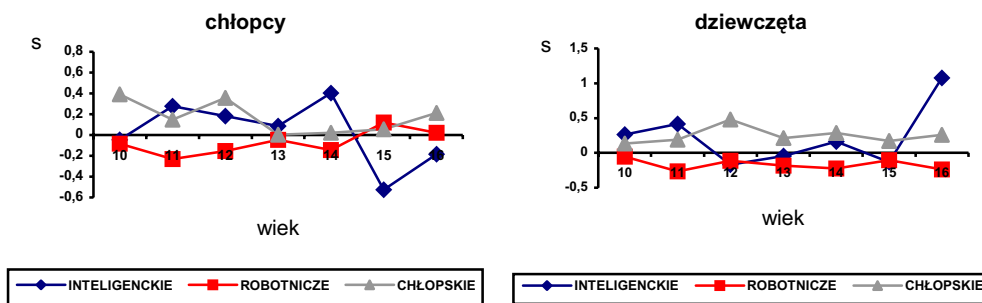 chłopcy
s
0,8
0,6
0,4
0,2
0
-0,2
-0,4
-0,6
10 11 12 13 14 15 16
wiek
INTELIGENCKIE ROBOTNICZE CHŁOPSKIE
dziewczęta
s
1,5
1
0,5
0
-0,5
10 11 12 13 14 15 16
wiek
INTELIGENCKIE ROBOTNICZE CHŁOPSKIE